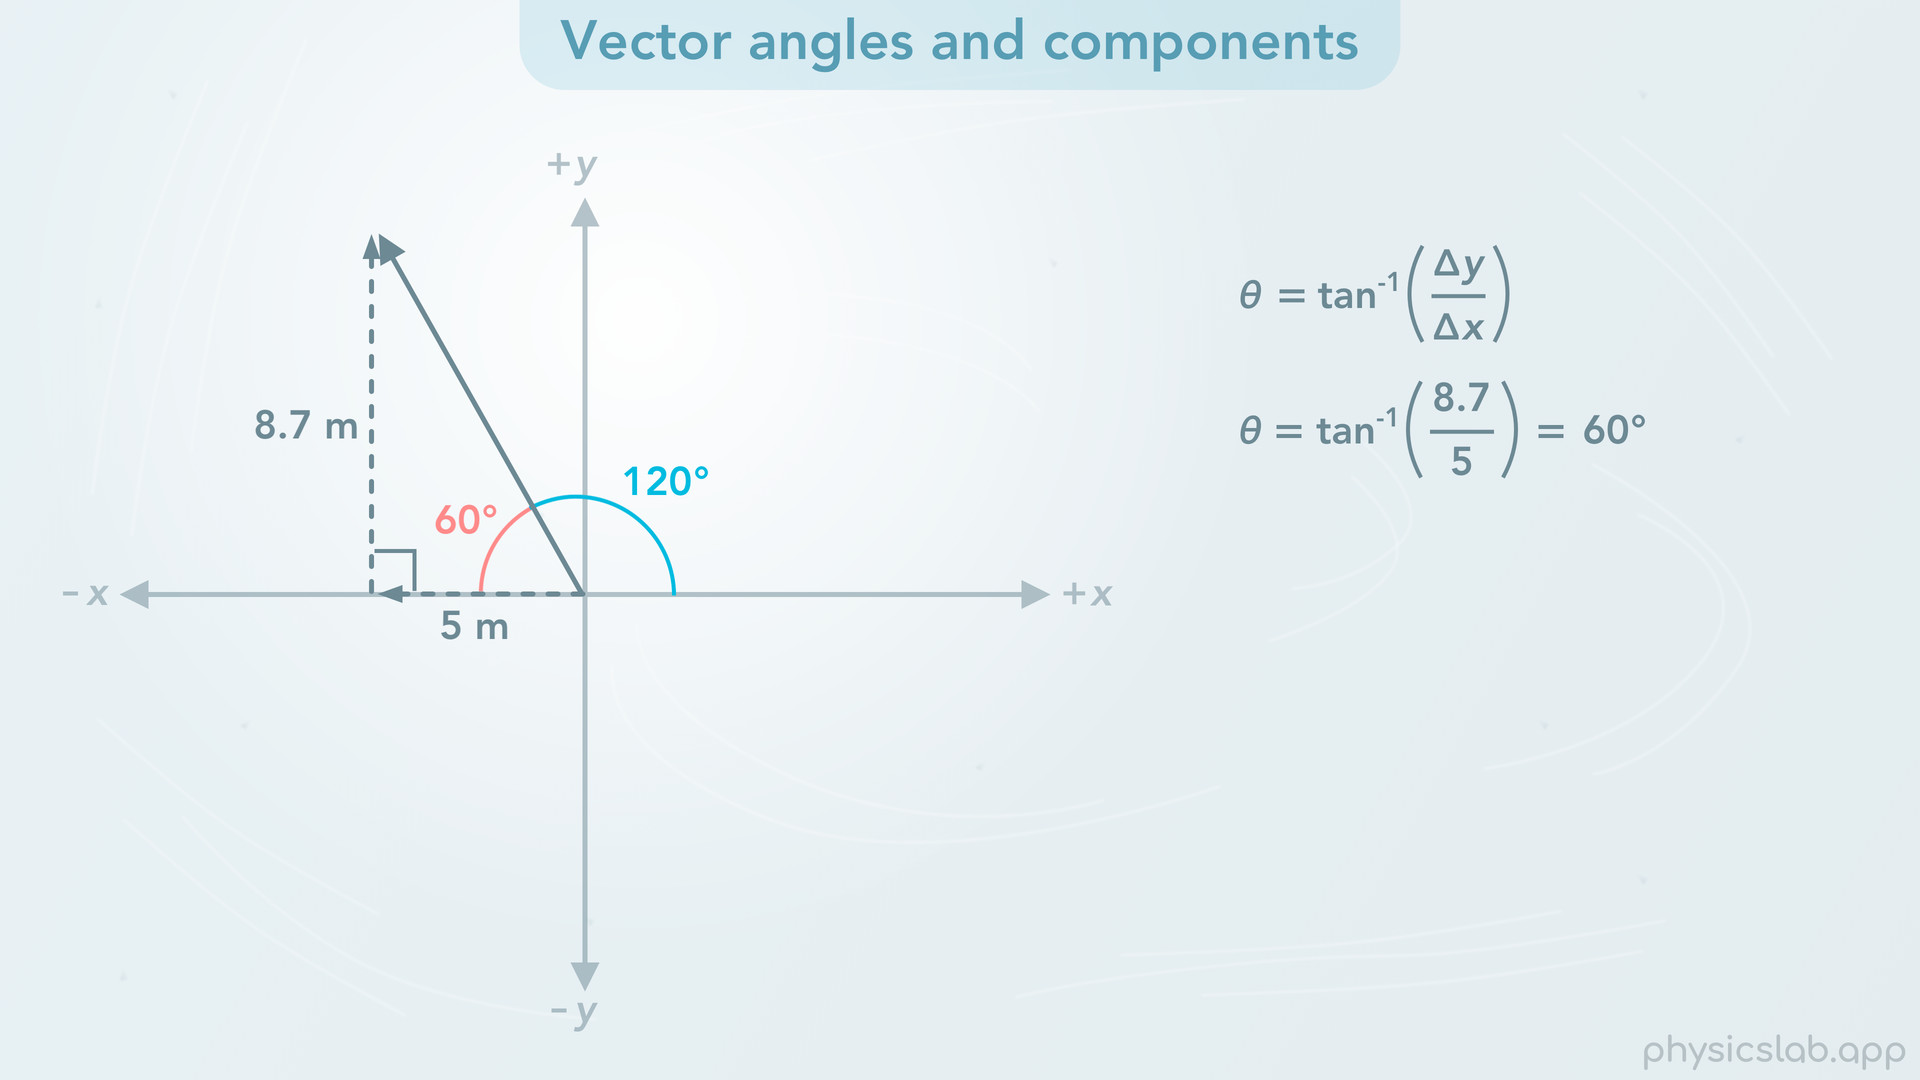 Vector angles and components
+y
θ = tan⁻¹(Δy/Δx)
8.7 m
θ = tan⁻¹(8.7/5) = 60°
120°
60°
-x
+x
5 m
-y
physicslab.app